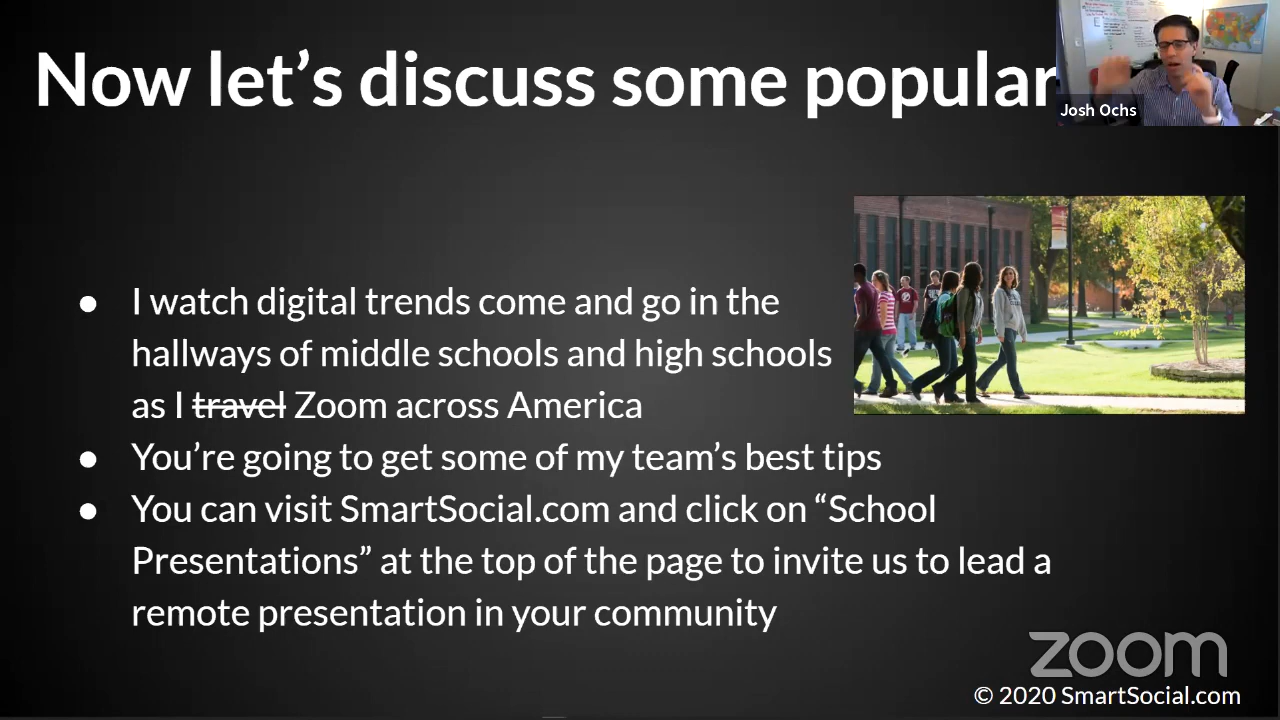 Now let’s discuss some popular
Josh Ochs
● I watch digital trends come and go in the
hallways of middle schools and high schools
as I travel Zoom across America
● You’re going to get some of my team’s best tips
● You can visit SmartSocial.com and click on “School
Presentations” at the top of the page to invite us to lead a
remote presentation in your community
zoom
© 2020 SmartSocial.com